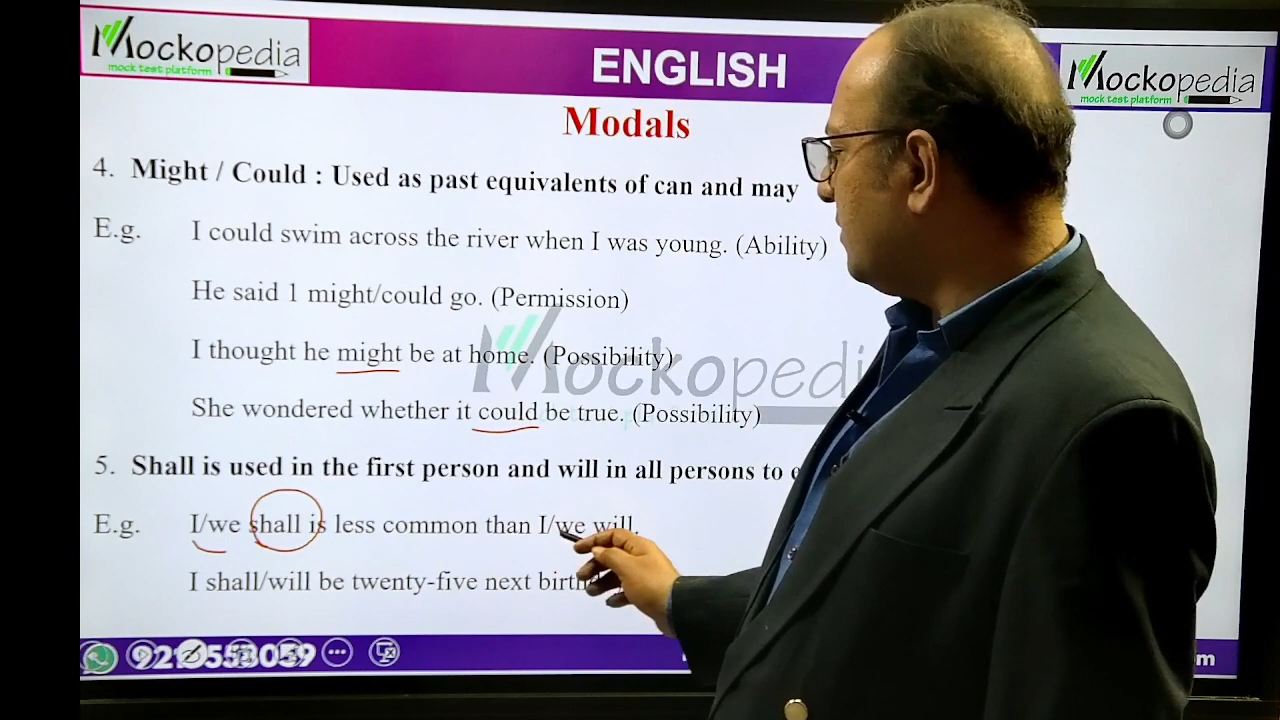 Mockopedia
mock test platform
ENGLISH
Mockopedia
mock test platform
Modals
4. Might / Could : Used as past equivalents of can and may
E.g. I could swim across the river when I was young. (Ability)
He said 1 might/could go. (Permission)
I thought he might be at home. (Possibility)
Mockopedi
She wondered whether it could be true. (Possibility)
5. Shall is used in the first person and will in all persons to
E.g. I/we shall is less common than I/we will.
I shall/will be twenty-five next